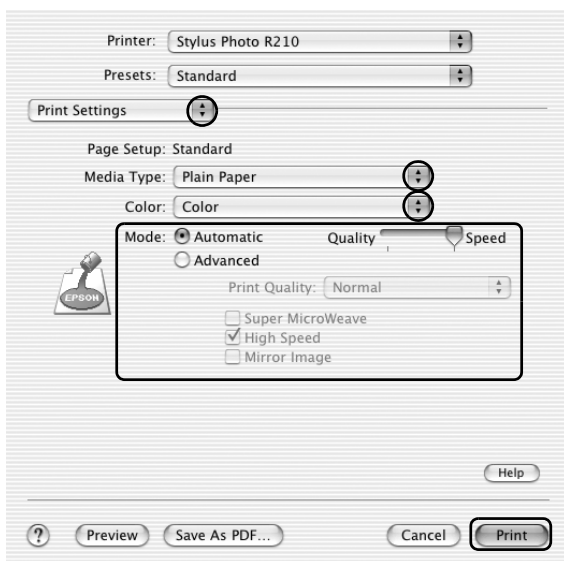 Printer: Stylus Photo R210
Presets: Standard
Print Settings
Page Setup: Standard
Media Type: Plain Paper
Color: Color
Mode: Automatic Quality Speed
Advanced
Print Quality: Normal
Super MicroWeave
High Speed
Mirror Image
EPSON
Help
? Preview Save As PDF... Cancel Print